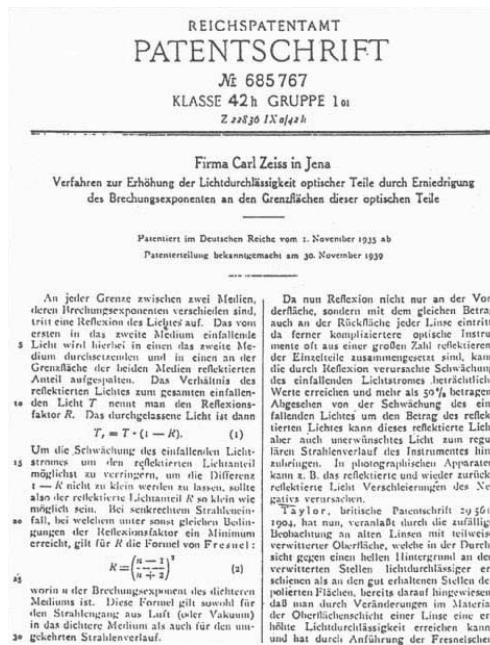 REICHSPATENTAMT
PATENTSCHRIFT
№ 685767
KLASSE 42h GRUPPE 1 01
Z 22836 IX a/42h
Firma Carl Zeiss in Jena
Verfahren zur Erhöhung der Lichtdurchlässigkeit optischer Teile durch Erniedrigung
des Brechungsexponenten an den Grenzflächen dieser optischen Teile
Patentiert im Deutschen Reiche vom 1. November 1935 ab
Patenterteilung bekanntgemacht am 30. November 1939
An jeder Grenze zwischen zwei Medien,
deren Brechungsexponenten verschieden sind,
tritt eine Reflexion des Lichtes auf. Das vom
ersten in das zweite Medium einfallende
5 Licht wird hierbei in einen das zweite Me-
dium durchsetzenden und in einen an der
Grenzfläche der beiden Medien reflektierten
Anteil aufgespalten. Das Verhältnis des
reflektierten Lichtes zum gesamten einfallen-
10 den Licht T nennt man den Reflexions-
faktor R. Das durchgelassene Licht ist dann
T_r = T · (1 — R). (1)
Um die Schwächung des einfallenden Licht-
15 stromes um den reflektierten Lichtanteil
möglichst zu verringern, um die Differenz
1 — R nicht zu klein werden zu lassen, sollte
also der reflektierte Lichtanteil R so klein wie
möglich sein. Bei senkrechtem Strahlenein-
20 fall, bei welchem unter sonst gleichen Bedin-
gungen der Reflexionsfaktor ein Minimum
erreicht, gilt für R die Formel von Fresnel:
R = (n — 1 / n + 2)² (2)
25
worin n der Brechungsexponent des dichteren
Mediums ist. Diese Formel gilt sowohl für
den Strahlengang aus Luft (oder Vakuum)
in das dichtere Medium als auch für den um-
30 gekehrten Strahlenverlauf.
Da nun Reflexion nicht nur an der Vor
derfläche, sondern mit dem gleichen Betrag
auch an der Rückfläche jeder Linse eintritt
da ferner kompliziertere optische Instru
mente oft aus einer großen Zahl reflektieren
der Einzelteile zusammengesetzt sind, kann
die durch Reflexion verursachte Schwächung
des einfallenden Lichtstromes beträchtliche
Werte erreichen und mehr als 50% betragen
Abgesehen von der Schwächung des ein
fallenden Lichtes um den Betrag des reflek
tierten Lichtes kann dieses reflektierte Lich
aber auch unerwünschtes Licht zum regu
lären Strahlenverlauf des Instrumentes hin
zubringen. In photographischen Apparaten
kann z. B. das reflektierte und wieder zurück
reflektierte Licht Verschleierungen des Ne
gativs verursachen.
Taylor, britische Patentschrift 29 561
1904, hat nun, veranlaßt durch die zufällige
Beobachtung an alten Linsen mit teilweise
verwitterter Oberfläche, welche in der Durch
sicht gegen einen hellen Hintergrund an den
verwitterten Stellen lichtdurchlässiger er
schienen als an den gut erhaltenen Stellen de
polierten Flächen, bereits darauf hingewiesen
daß man durch Veränderungen im Material
der Oberflächenschicht einer Linse eine er
höhte Lichtdurchlässigkeit erreichen kann
und hat durch Anführung der Fresnelschen